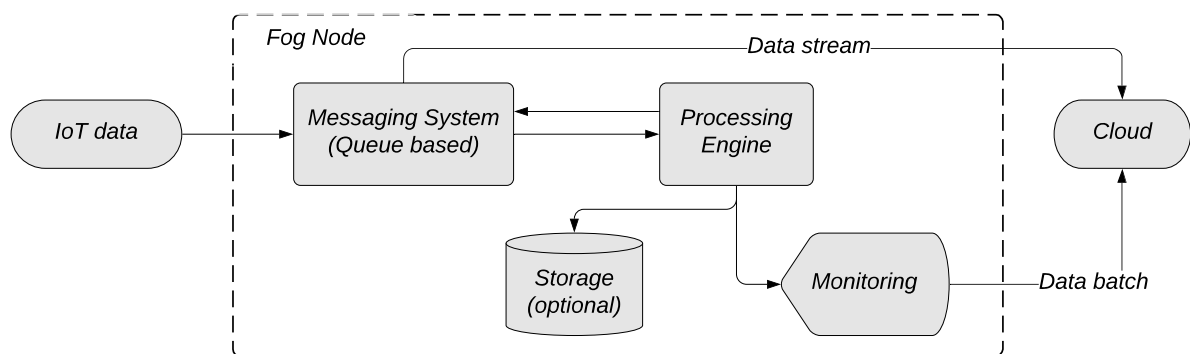 Fog Node
Data stream
IoT data
Messaging System
(Queue based)
Processing
Engine
Cloud
Storage
(optional)
Monitoring
Data batch